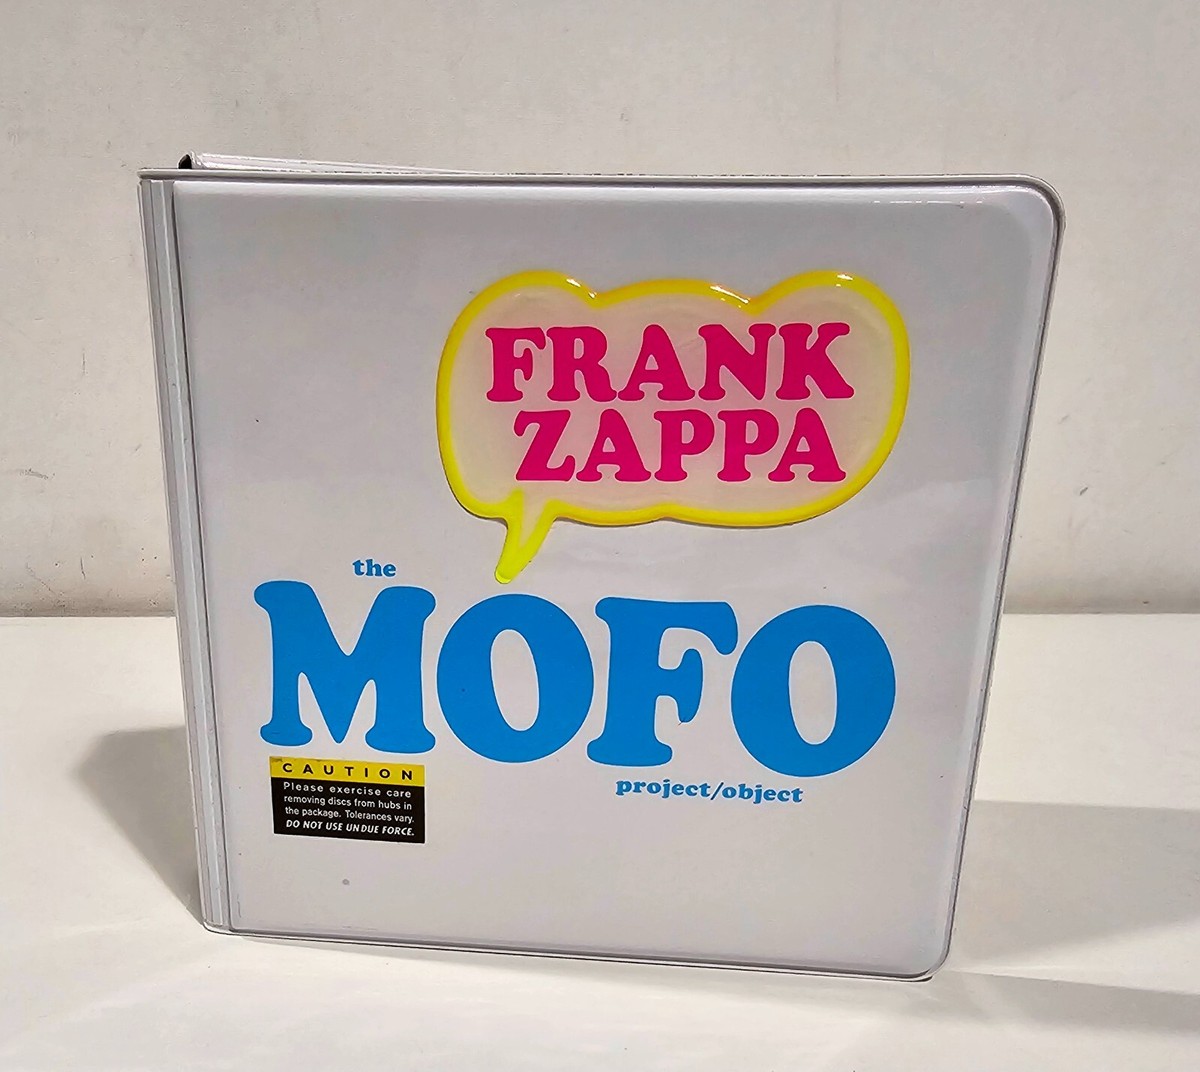 FRANK
ZAPPA
the
MOFO
project/object
CAUTION
Please exercise care
removing discs from hubs in
the package. Tolerances vary.
DO NOT USE UNDUE FORCE.